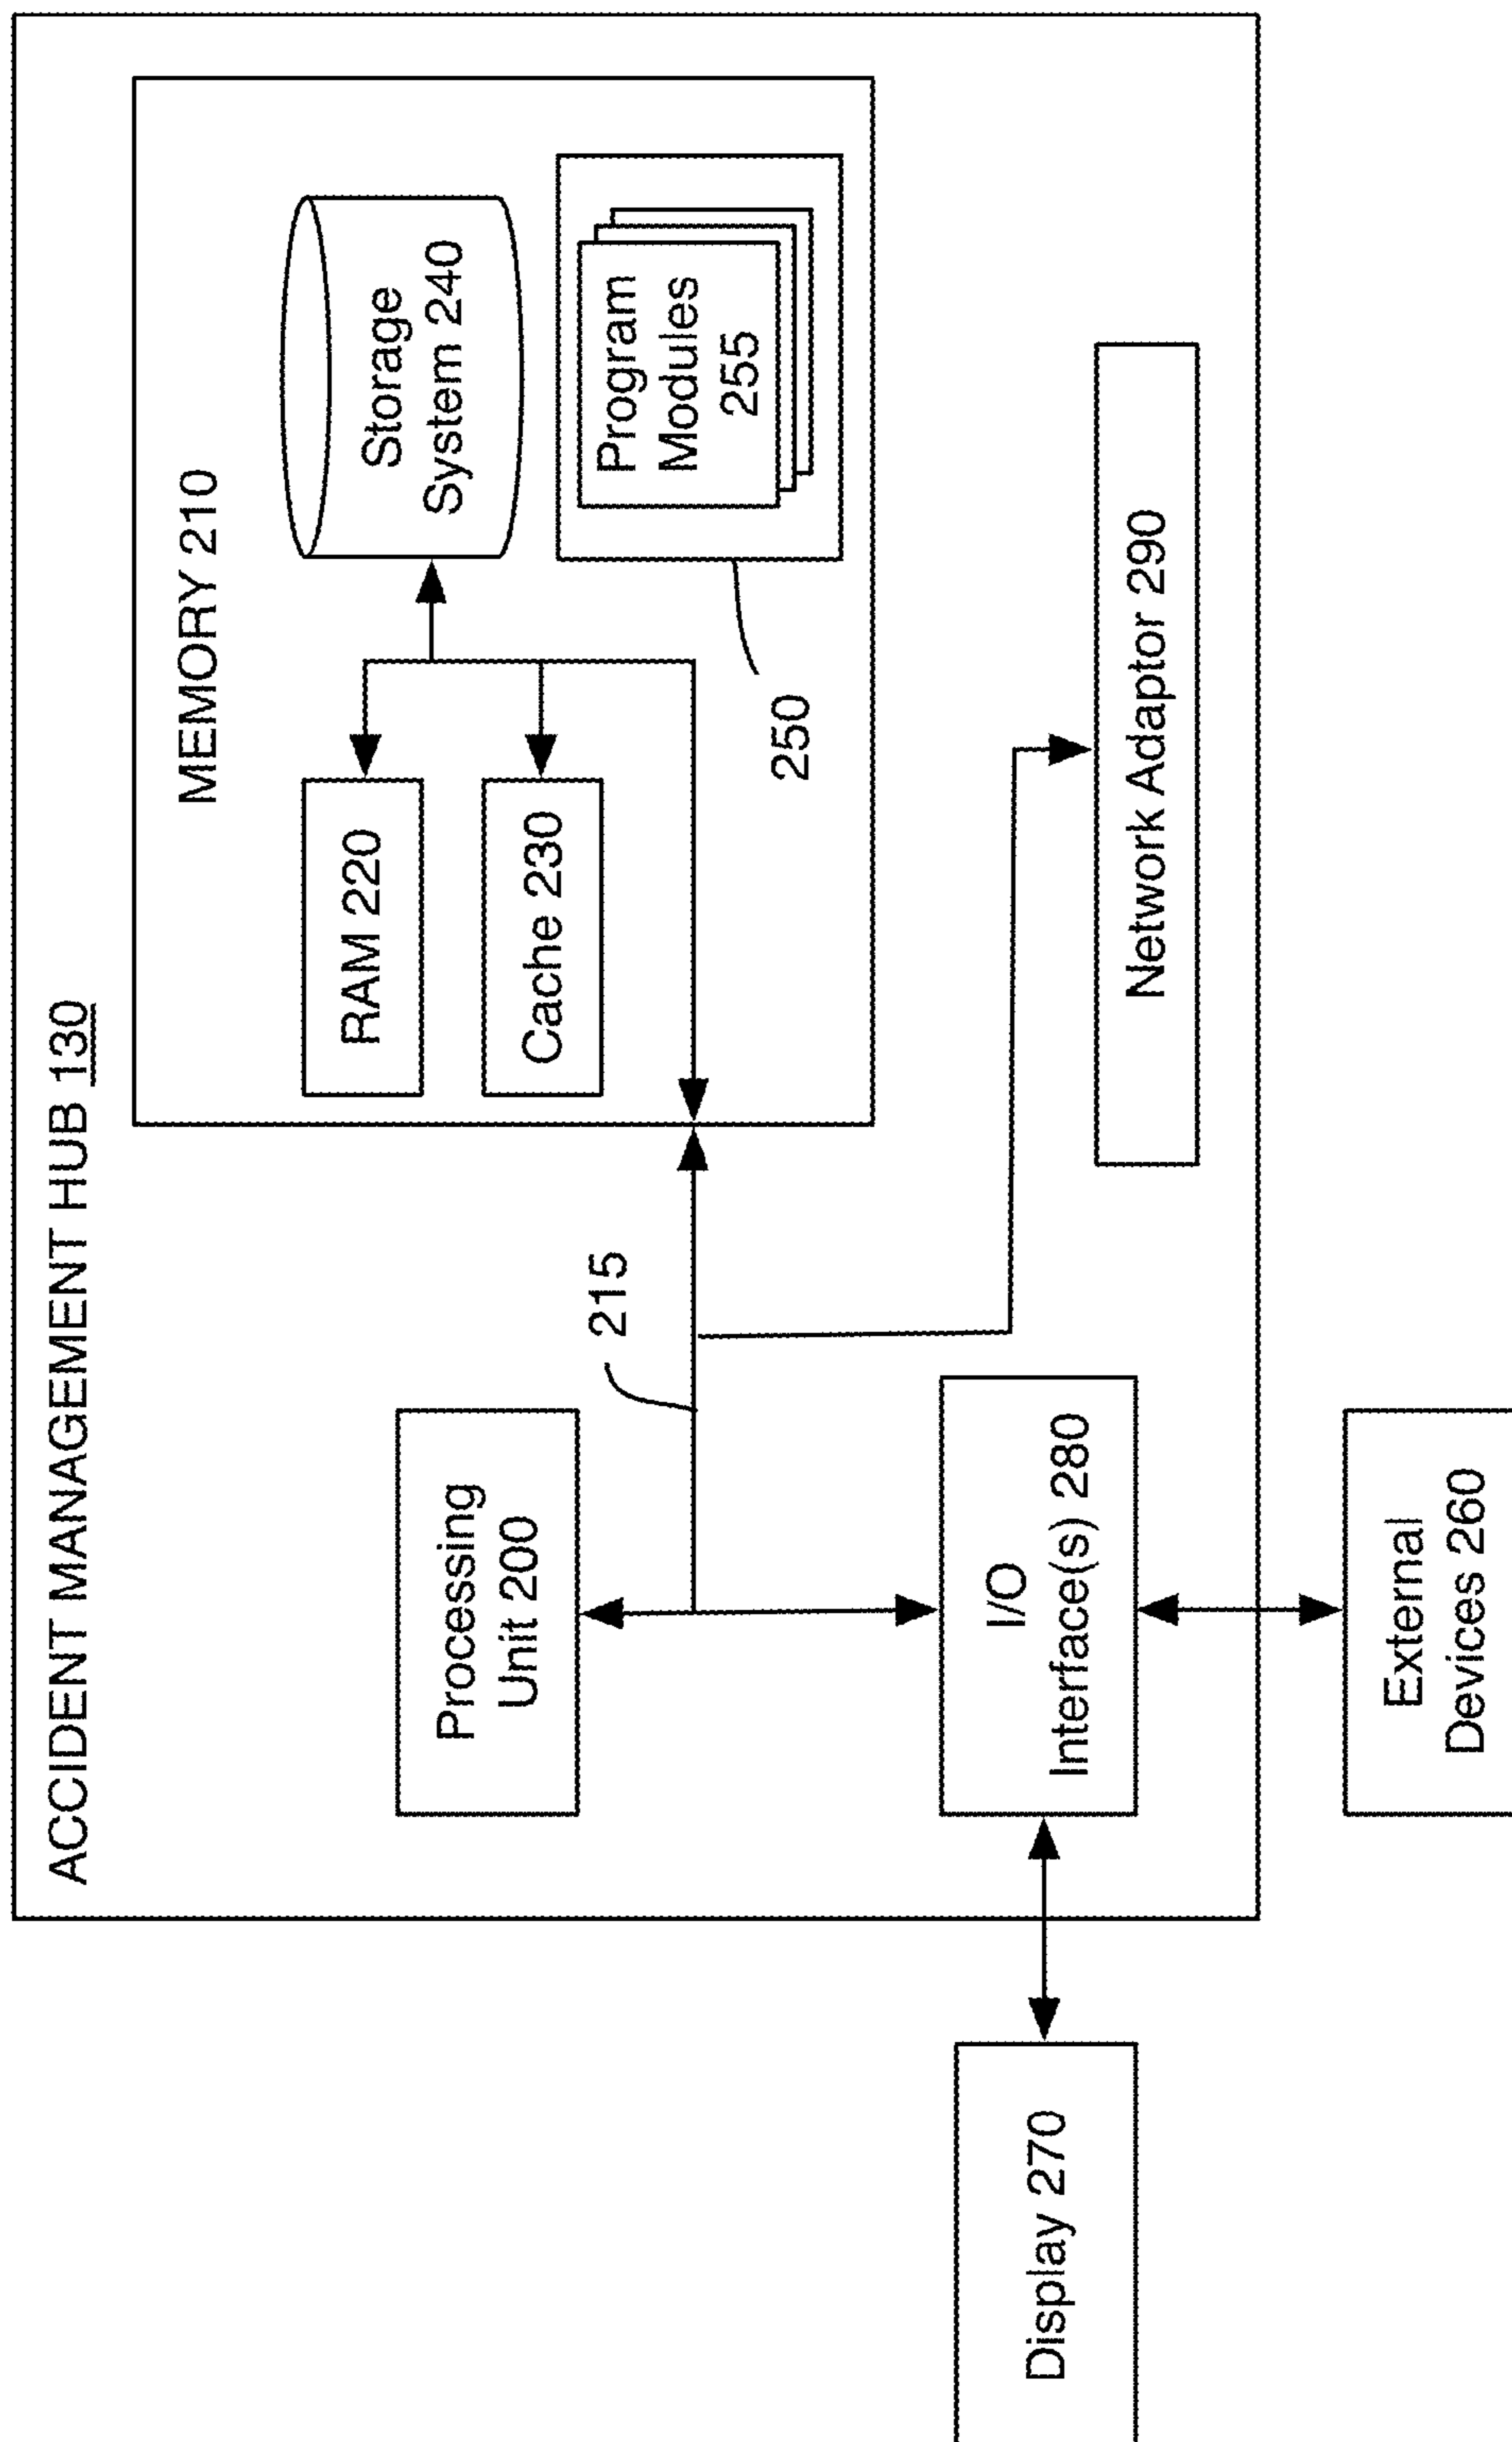 ACCIDENT MANAGEMENT HUB 130
MEMORY 210
RAM 220
Cache 230
Storage
System 240
Program
Modules
255
250
Processing
Unit 200
215
I/O
Interface(s) 280
Network Adaptor 290
Display 270
External
Devices 260